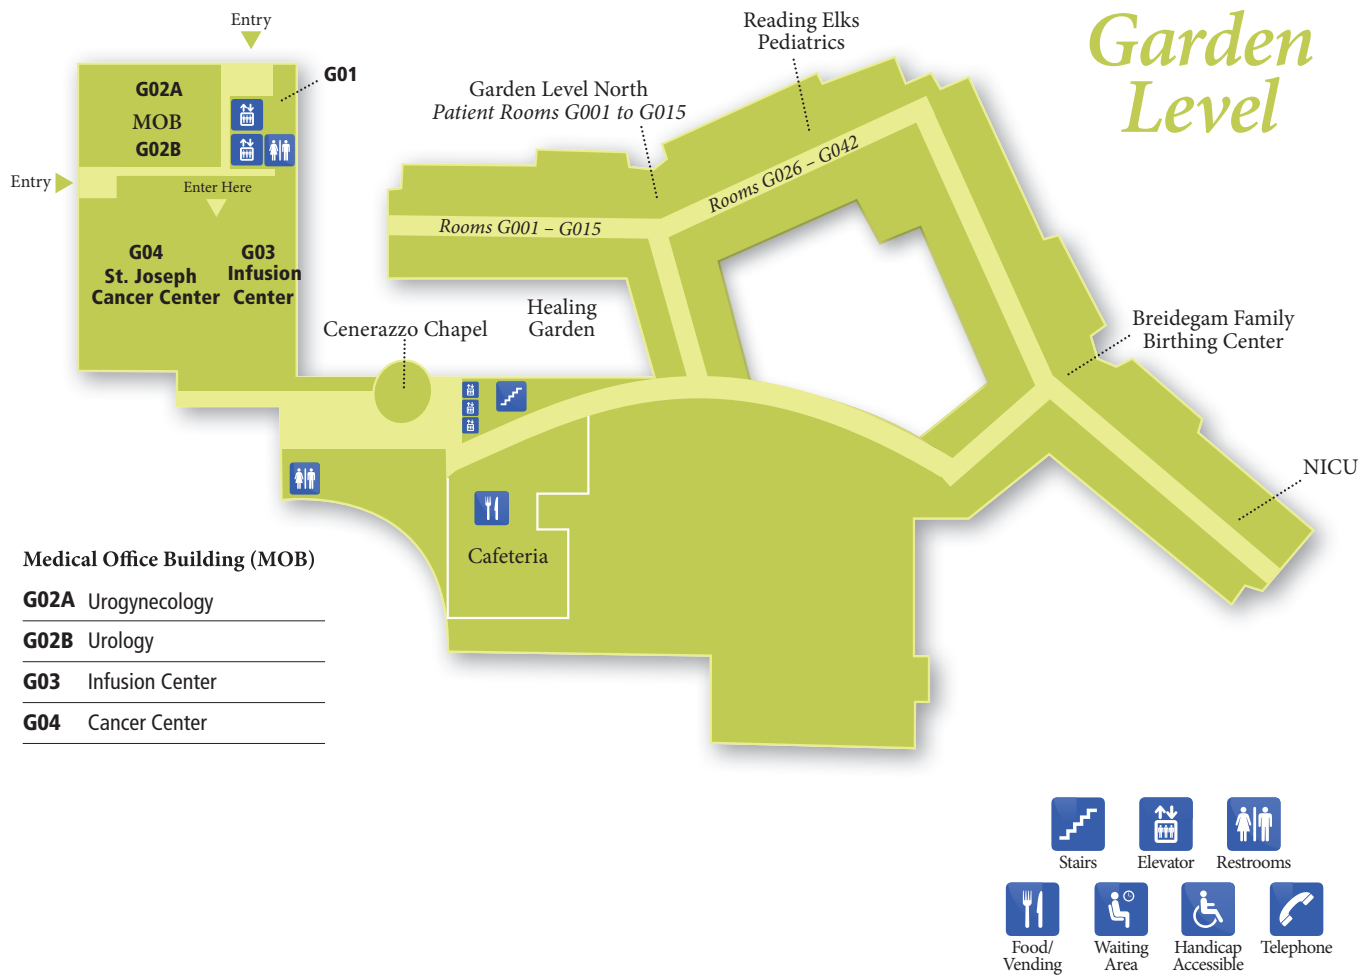 Garden
Level
Entry
Reading Elks
Pediatrics
G01
G02A
MOB
G02B
Garden Level North
Patient Rooms G001 to G015
Entry
Enter Here
Rooms G001 – G015
Rooms G026 – G042
G04
St. Joseph
Cancer Center
G03
Infusion
Center
Healing
Garden
Cenerazzo Chapel
Breidegam Family
Birthing Center
NICU
Cafeteria
Medical Office Building (MOB)
G02A Urogynecology
G02B Urology
G03 Infusion Center
G04 Cancer Center
Stairs
Elevator
Restrooms
Food/
Vending
Waiting
Area
Handicap
Accessible
Telephone